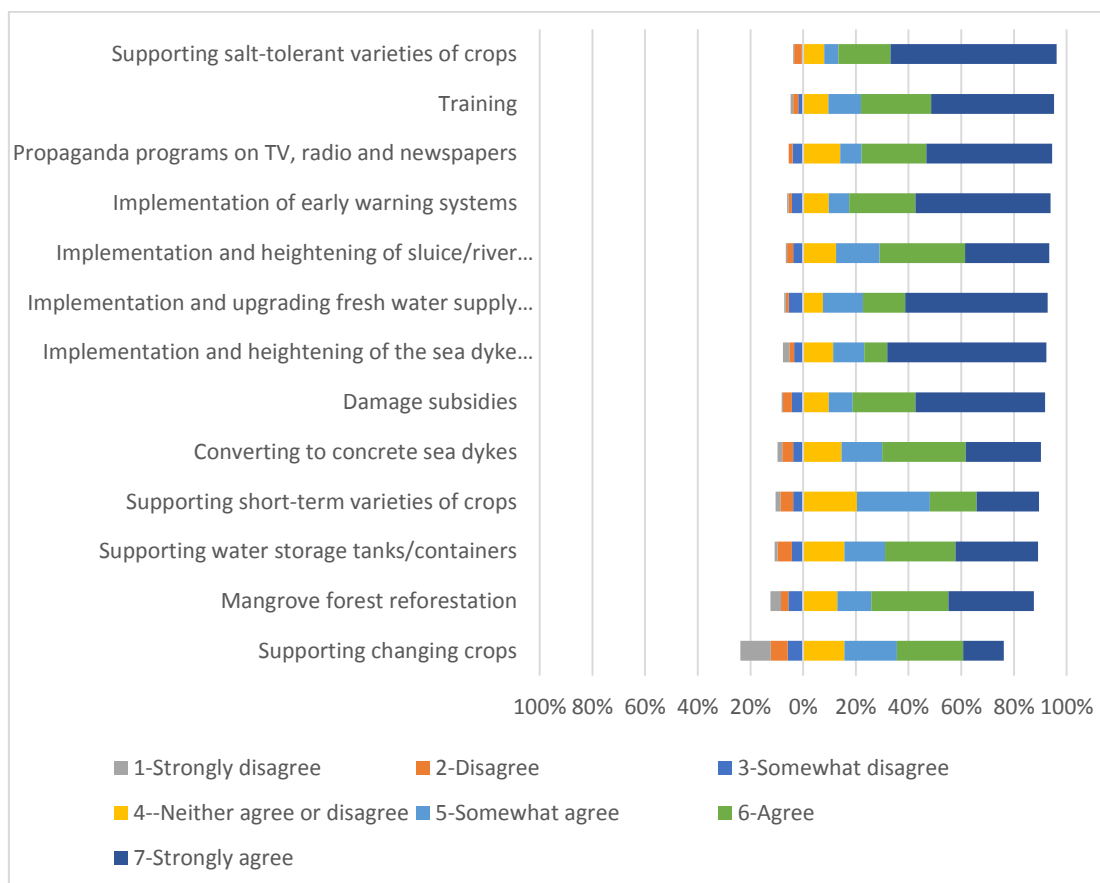 Supporting salt-tolerant varieties of crops
Training
Propaganda programs on TV, radio and newspapers
Implementation of early warning systems
Implementation and heightening of sluice/river...
Implementation and upgrading fresh water supply...
Implementation and heightening of the sea dyke...
Damage subsidies
Converting to concrete sea dykes
Supporting short-term varieties of crops
Supporting water storage tanks/containers
Mangrove forest reforestation
Supporting changing crops
100% 80% 60% 40% 20% 0% 20% 40% 60% 80% 100%
1-Strongly disagree 2-Disagree 3-Somewhat disagree
4--Neither agree or disagree 5-Somewhat agree 6-Agree
7-Strongly agree